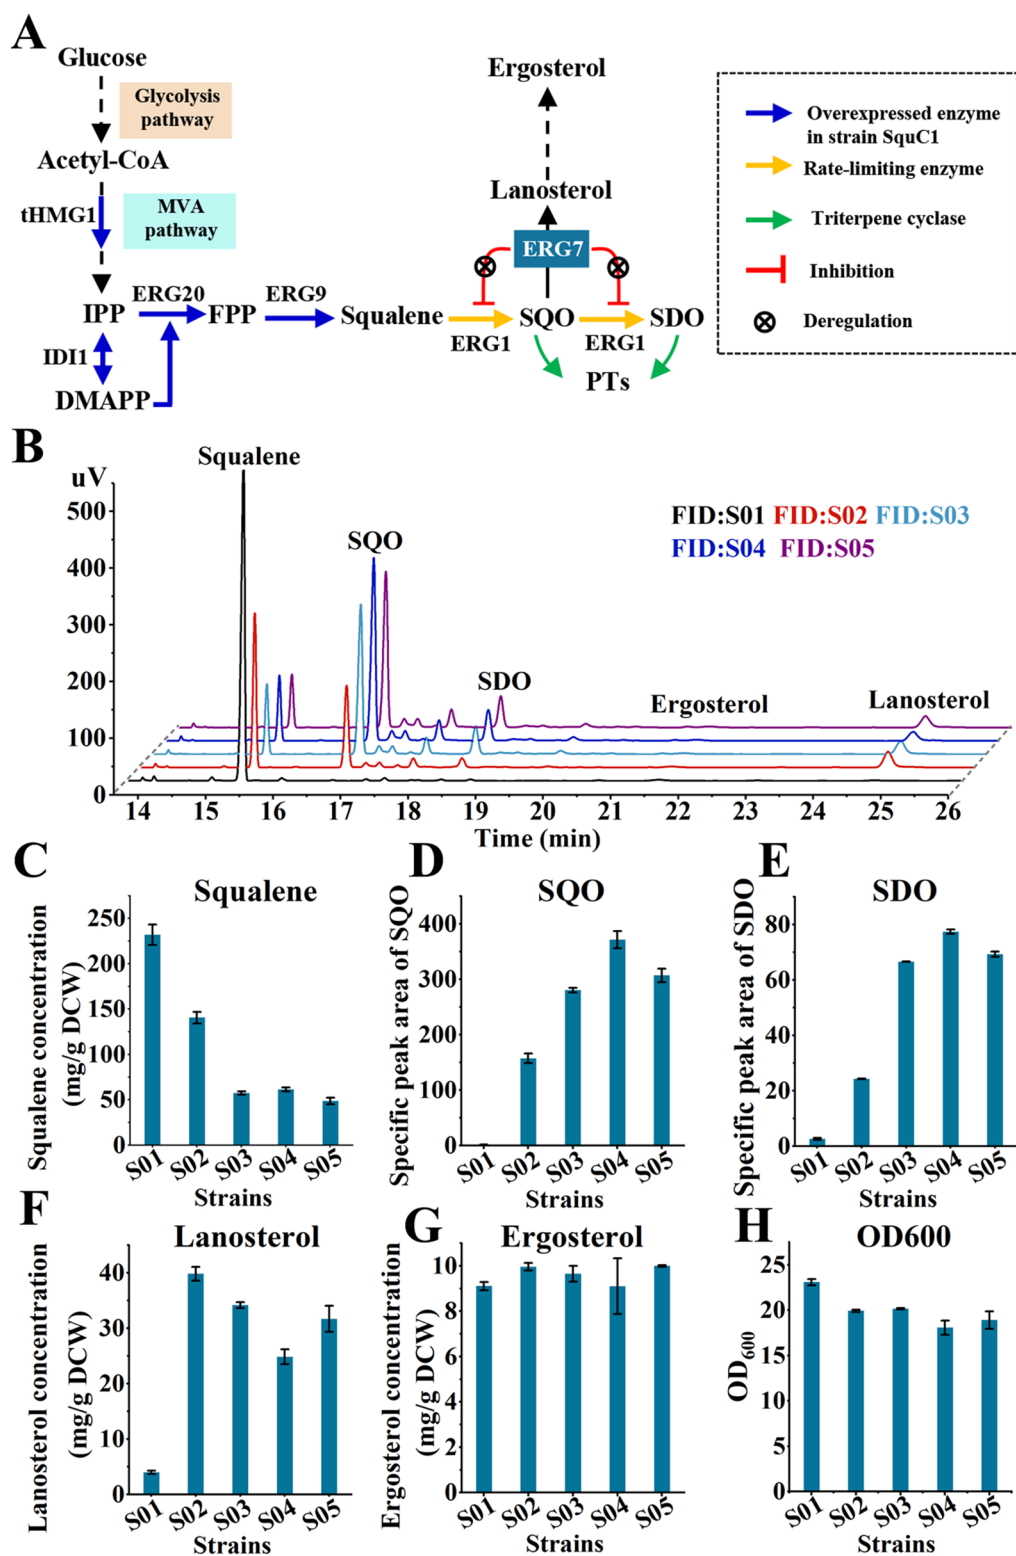 A
Glucose
Glycolysis
pathway
Acetyl-CoA
tHMG1
MVA
pathway
IPP
ERG20
FPP
ERG9
Squalene
ERG1
SQO
ERG1
SDO
IDI1
DMAPP
PTs
Ergosterol
Lanosterol
ERG7
Overexpressed enzyme
in strain SquC1
Rate-limiting enzyme
Triterpene cyclase
Inhibition
Deregulation
B
uV
Squalene
SQO
SDO
Ergosterol
Lanosterol
FID:S01 FID:S02 FID:S03
FID:S04 FID:S05
500
400
300
200
100
0
14 15 16 17 18 19 20 21 22 23 24 25 26
Time (min)
C
Squalene
Squalene concentration
(mg/g DCW)
250
225
150
100
50
0
S01 S02 S03 S04 S05
Strains
D
SQO
Specific peak area of SQO
400
300
200
100
0
S01 S02 S03 S04 S05
Strains
E
SDO
Specific peak area of SDO
80
60
40
20
0
S01 S02 S03 S04 S05
Strains
F
Lanosterol
Lanosterol concentration
(mg/g DCW)
40
30
20
10
0
S01 S02 S03 S04 S05
Strains
G
Ergosterol
Ergosterol concentration
(mg/g DCW)
10
8
6
4
2
0
S01 S02 S03 S04 S05
Strains
H
OD600
OD600
25
20
15
10
5
0
S01 S02 S03 S04 S05
Strains